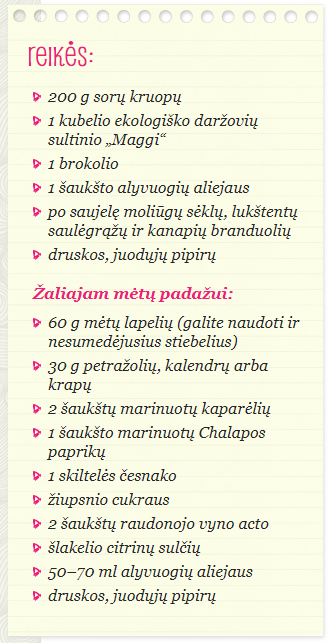 reikės:
200 g sorų kruopų
1 kubelio ekologiško daržovių
sultinio „Maggi“
1 brokolio
1 šaukšto alyvuogių aliejaus
po saujelę moliūgų sėklų, lukštentų
saulėgrąžų ir kanapių branduolių
druskos, juodųjų pipirų
Žaliajam mėtų padažui:
60 g mėtų lapelių (galite naudoti ir
nesumedėjusius stiebelius)
30 g petražolių, kalendrų arba
krapų
2 šaukštų marinuotų kaparėlių
1 šaukšto marinuotų Chalapos
paprikų
1 skiltelės česnako
žiupsnio cukraus
2 šaukštų raudonojo vyno acto
šlakelio citrinų sulčių
50–70 ml alyvuogių aliejaus
druskos, juodųjų pipirų